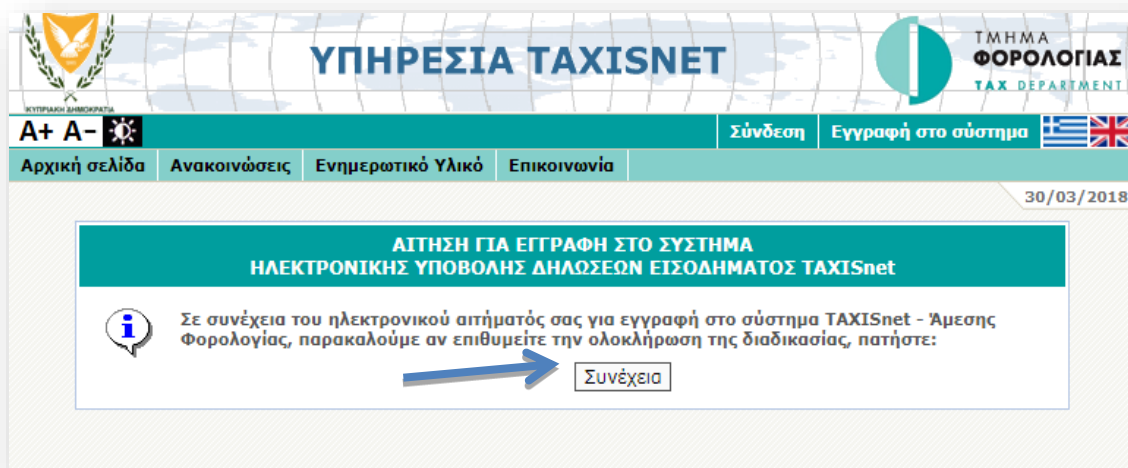 ΚΥΠΡΙΑΚΗ ΔΗΜΟΚΡΑΤΙΑ
ΥΠΗΡΕΣΙΑ TAXISNET
ΤΜΗΜΑ
ΦΟΡΟΛΟΓΙΑΣ
TAX DEPARTMENT
A+ A-
Σύνδεση Εγγραφή στο σύστημα
Αρχική σελίδα Ανακοινώσεις Ενημερωτικό Υλικό Επικοινωνία
30/03/2018
ΑΙΤΗΣΗ ΓΙΑ ΕΓΓΡΑΦΗ ΣΤΟ ΣΥΣΤΗΜΑ
ΗΛΕΚΤΡΟΝΙΚΗΣ ΥΠΟΒΟΛΗΣ ΔΗΛΩΣΕΩΝ ΕΙΣΟΔΗΜΑΤΟΣ TAXISnet
Σε συνέχεια του ηλεκτρονικού αιτήματός σας για εγγραφή στο σύστημα TAXISnet - Άμεσης
Φορολογίας, παρακαλούμε αν επιθυμείτε την ολοκλήρωση της διαδικασίας, πατήστε:
Συνέχεια